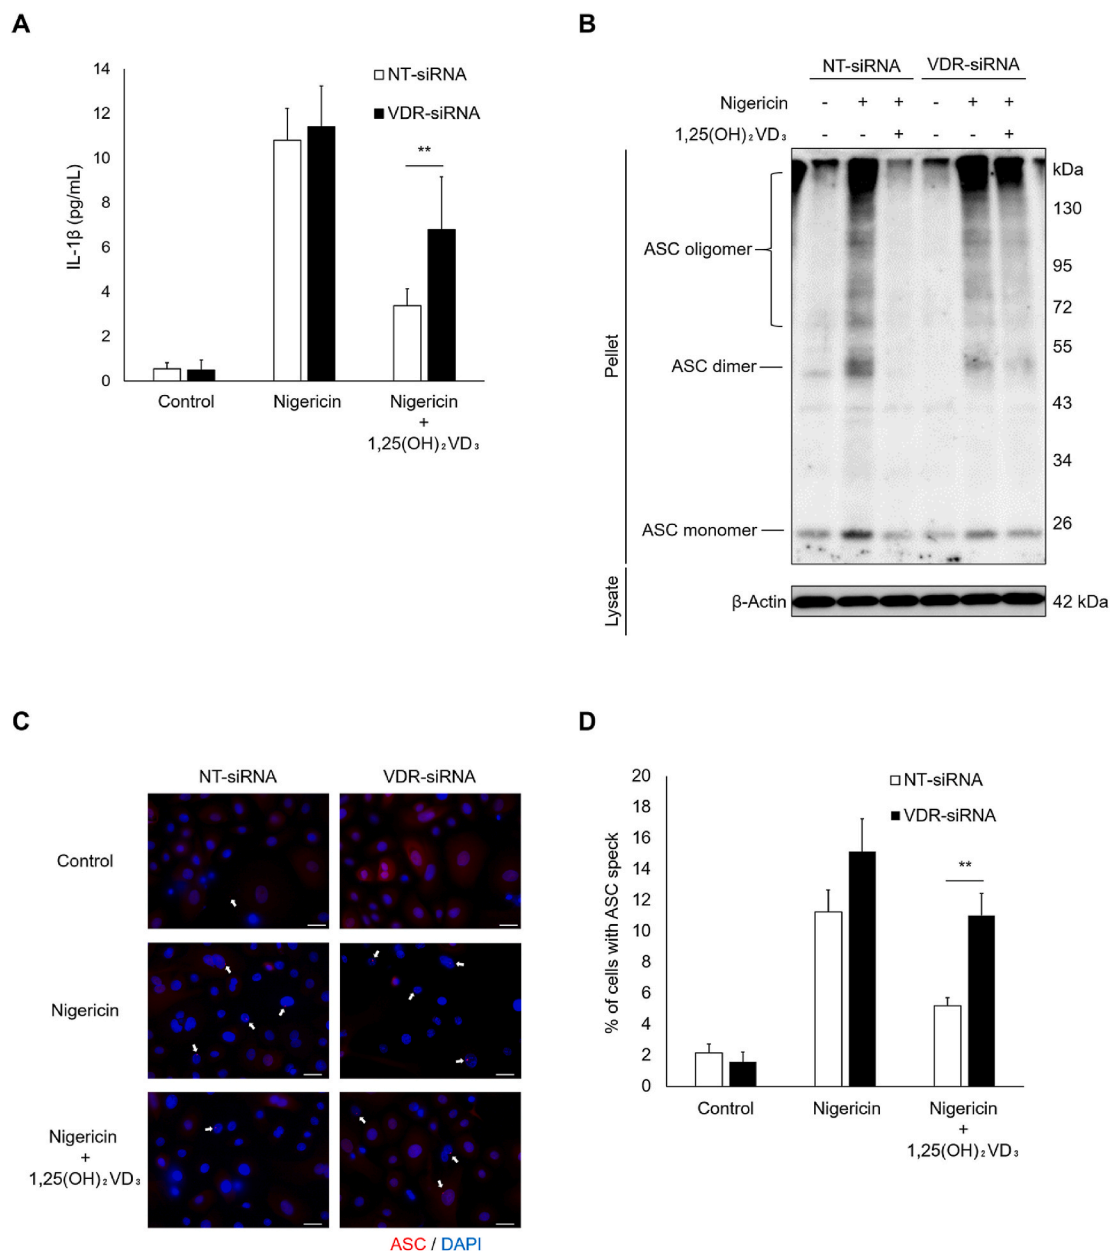 A
14
12
10
8
6
4
2
0
IL-1β (pg/mL)
NT-siRNA
VDR-siRNA
**
Control
Nigericin
Nigericin
+
1,25(OH)₂VD₃
B
NT-siRNA VDR-siRNA
Nigericin - + + - + +
1,25(OH)₂VD₃ - - + - - +
Pellet
ASC oligomer
ASC dimer
ASC monomer
kDa
130
95
72
55
43
34
26
Lysate
β-Actin
42 kDa
C
NT-siRNA VDR-siRNA
Control
Nigericin
Nigericin
+
1,25(OH)₂VD₃
ASC / DAPI
D
20
18
16
14
12
10
8
6
4
2
0
% of cells with ASC speck
NT-siRNA
VDR-siRNA
**
Control
Nigericin
Nigericin
+
1,25(OH)₂VD₃